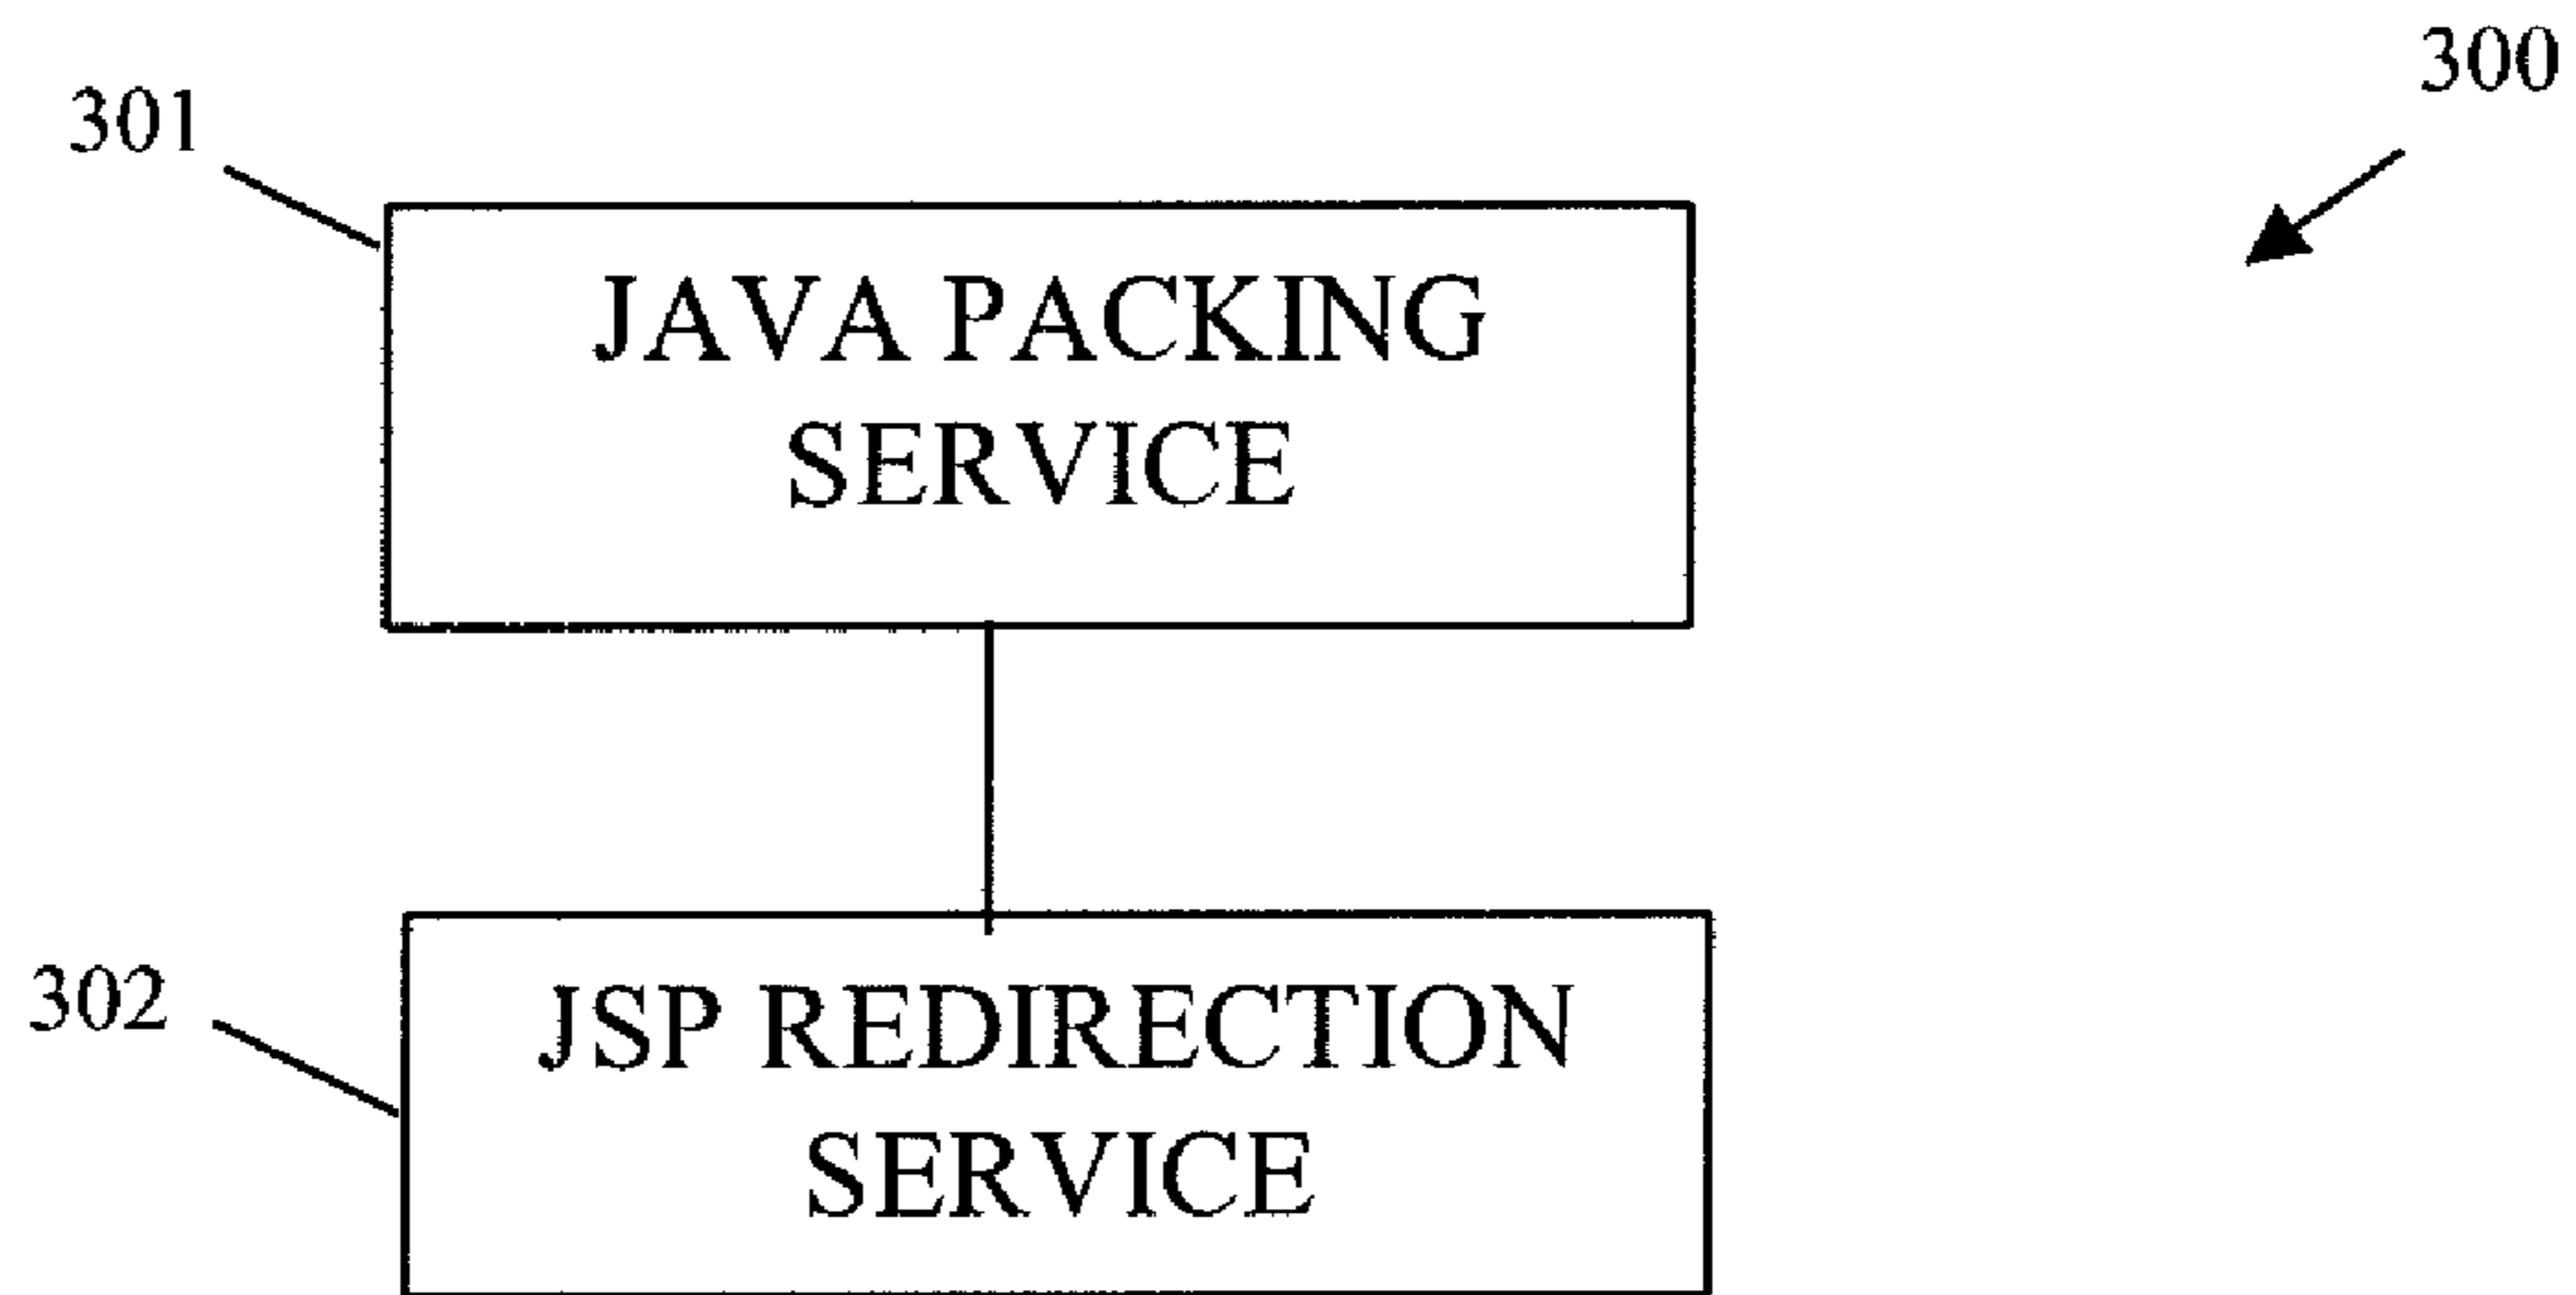 300
301
JAVA PACKING
SERVICE
302
JSP REDIRECTION
SERVICE